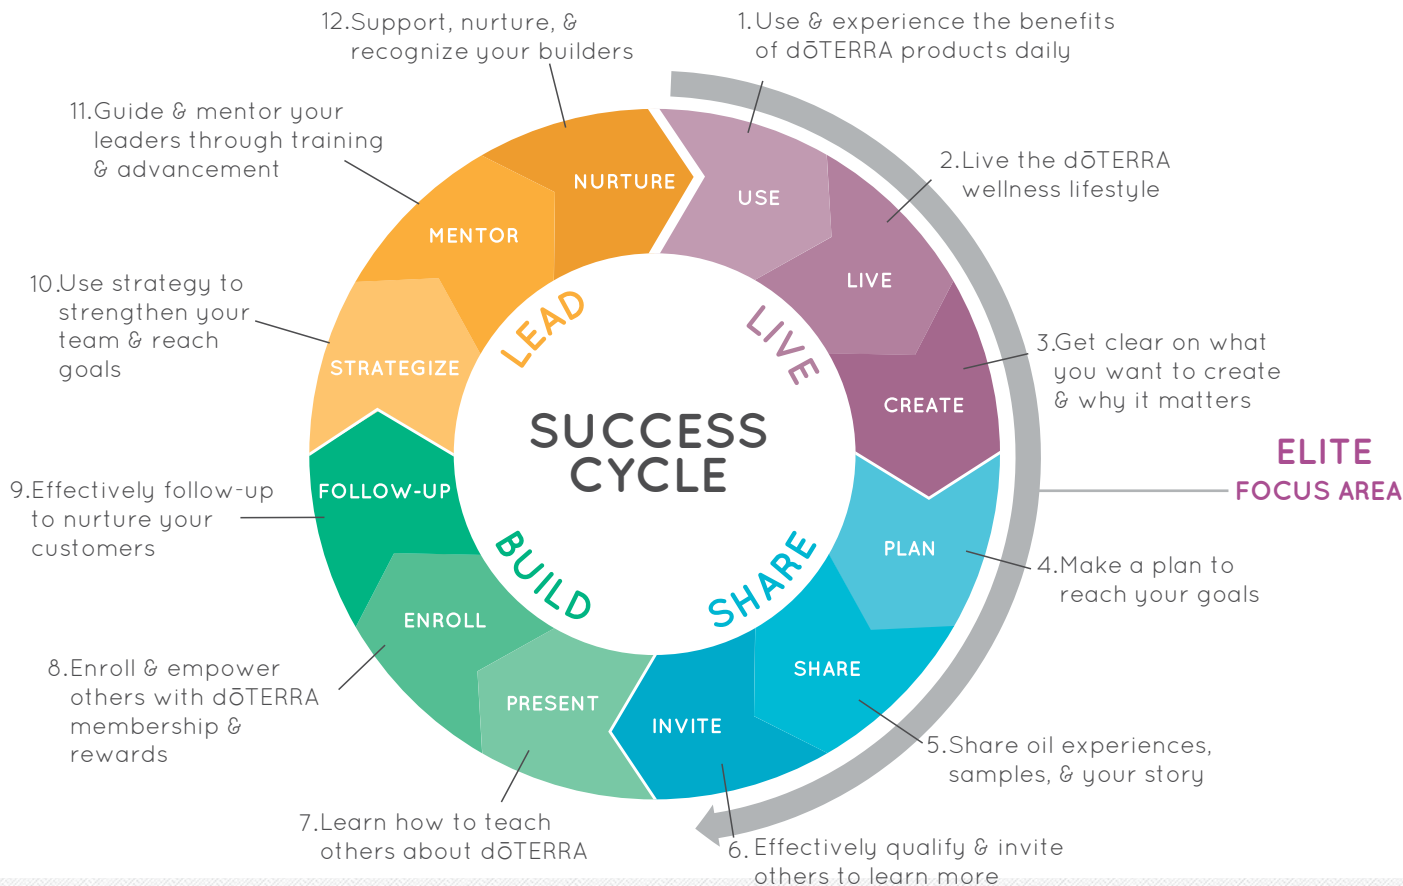 12.Support, nurture, &
recognize your builders
1.Use & experience the benefits
of dōTERRA products daily
11.Guide & mentor your
leaders through training
& advancement
2.Live the dōTERRA
wellness lifestyle
10.Use strategy to
strengthen your
team & reach
goals
3.Get clear on what
you want to create
& why it matters
9.Effectively follow-up
to nurture your
customers
4.Make a plan to
reach your goals
8.Enroll & empower
others with dōTERRA
membership &
rewards
5.Share oil experiences,
samples, & your story
7.Learn how to teach
others about dōTERRA
6. Effectively qualify & invite
others to learn more
NURTURE
USE
MENTOR
LIVE
STRATEGIZE
CREATE
FOLLOW-UP
PLAN
ENROLL
SHARE
PRESENT
INVITE
LEAD
LIVE
BUILD
SHARE
SUCCESS
CYCLE
ELITE
FOCUS AREA